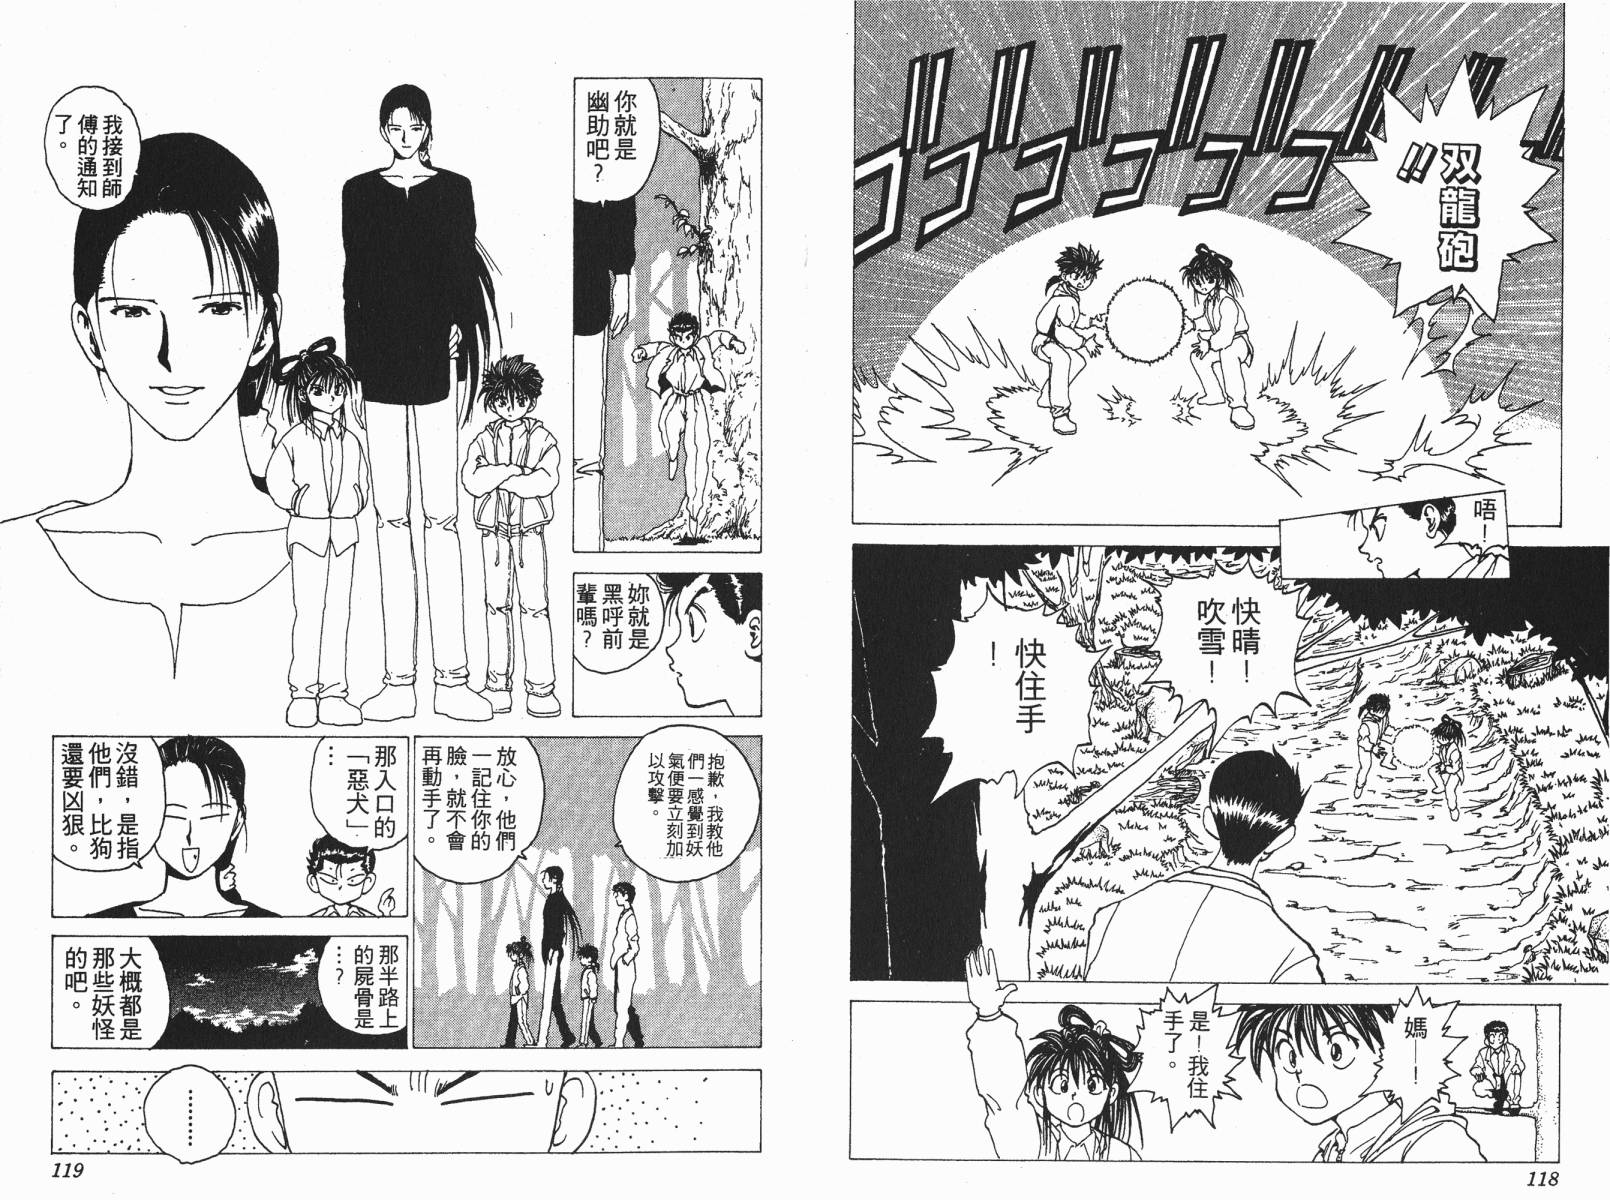 双龍砲
!!
ゴゴゴゴゴゴ
唔!
快晴!
吹雪!
快住手
!
媽——
是!我住
手了。
118
你就是
幽助吧?
我接到師
傅的通知
了。
妳就是
黑呼前
輩嗎?
抱歉,我教他
們一感覺到妖
氣便要立刻加
以攻擊。
放心,他們
一記住你的
臉,就不會
再動手了。
那入口的
「惡犬」
…
沒錯,是指
他們,比狗
還要凶狠。
那半路上
的屍骨是
…?
大概都是
那些妖怪
的吧。
…………
119